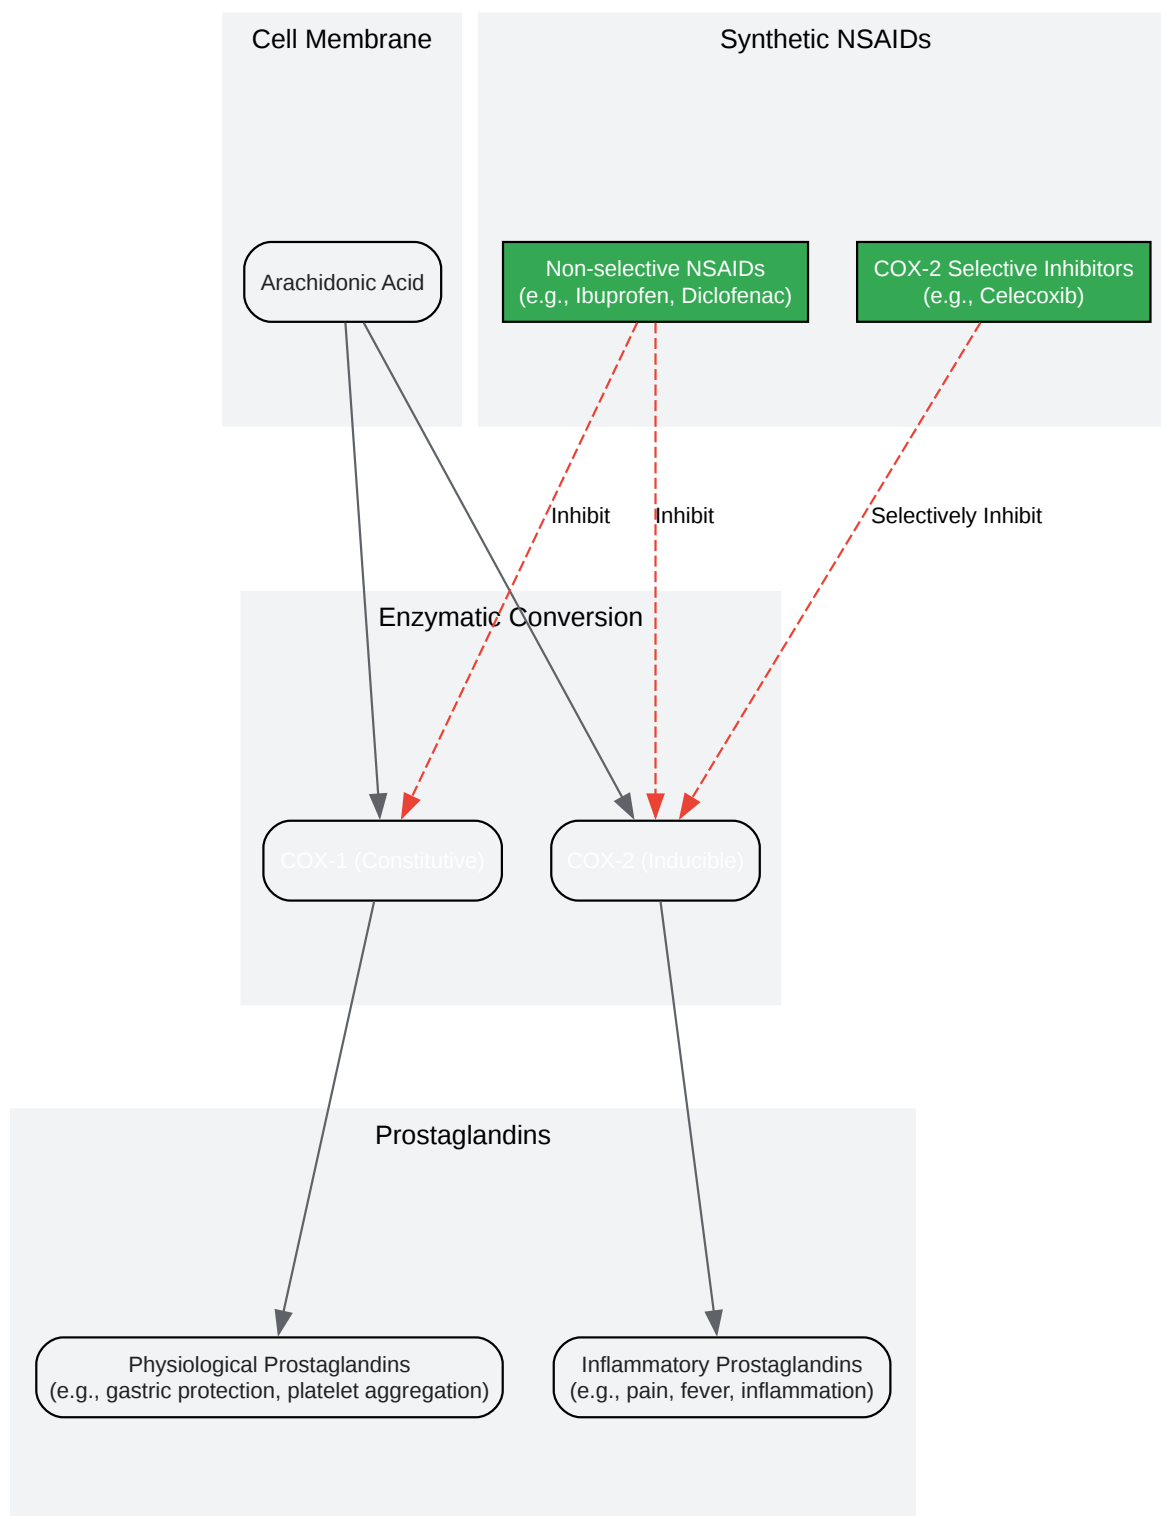 Cell Membrane
Synthetic NSAIDs
Arachidonic Acid
Non-selective NSAIDs
(e.g., Ibuprofen, Diclofenac)
COX-2 Selective Inhibitors
(e.g., Celecoxib)
Inhibit
Inhibit
Selectively Inhibit
Enzymatic Conversion
COX-1 (Constitutive)
COX-2 (Inducible)
Prostaglandins
Physiological Prostaglandins
(e.g., gastric protection, platelet aggregation)
Inflammatory Prostaglandins
(e.g., pain, fever, inflammation)